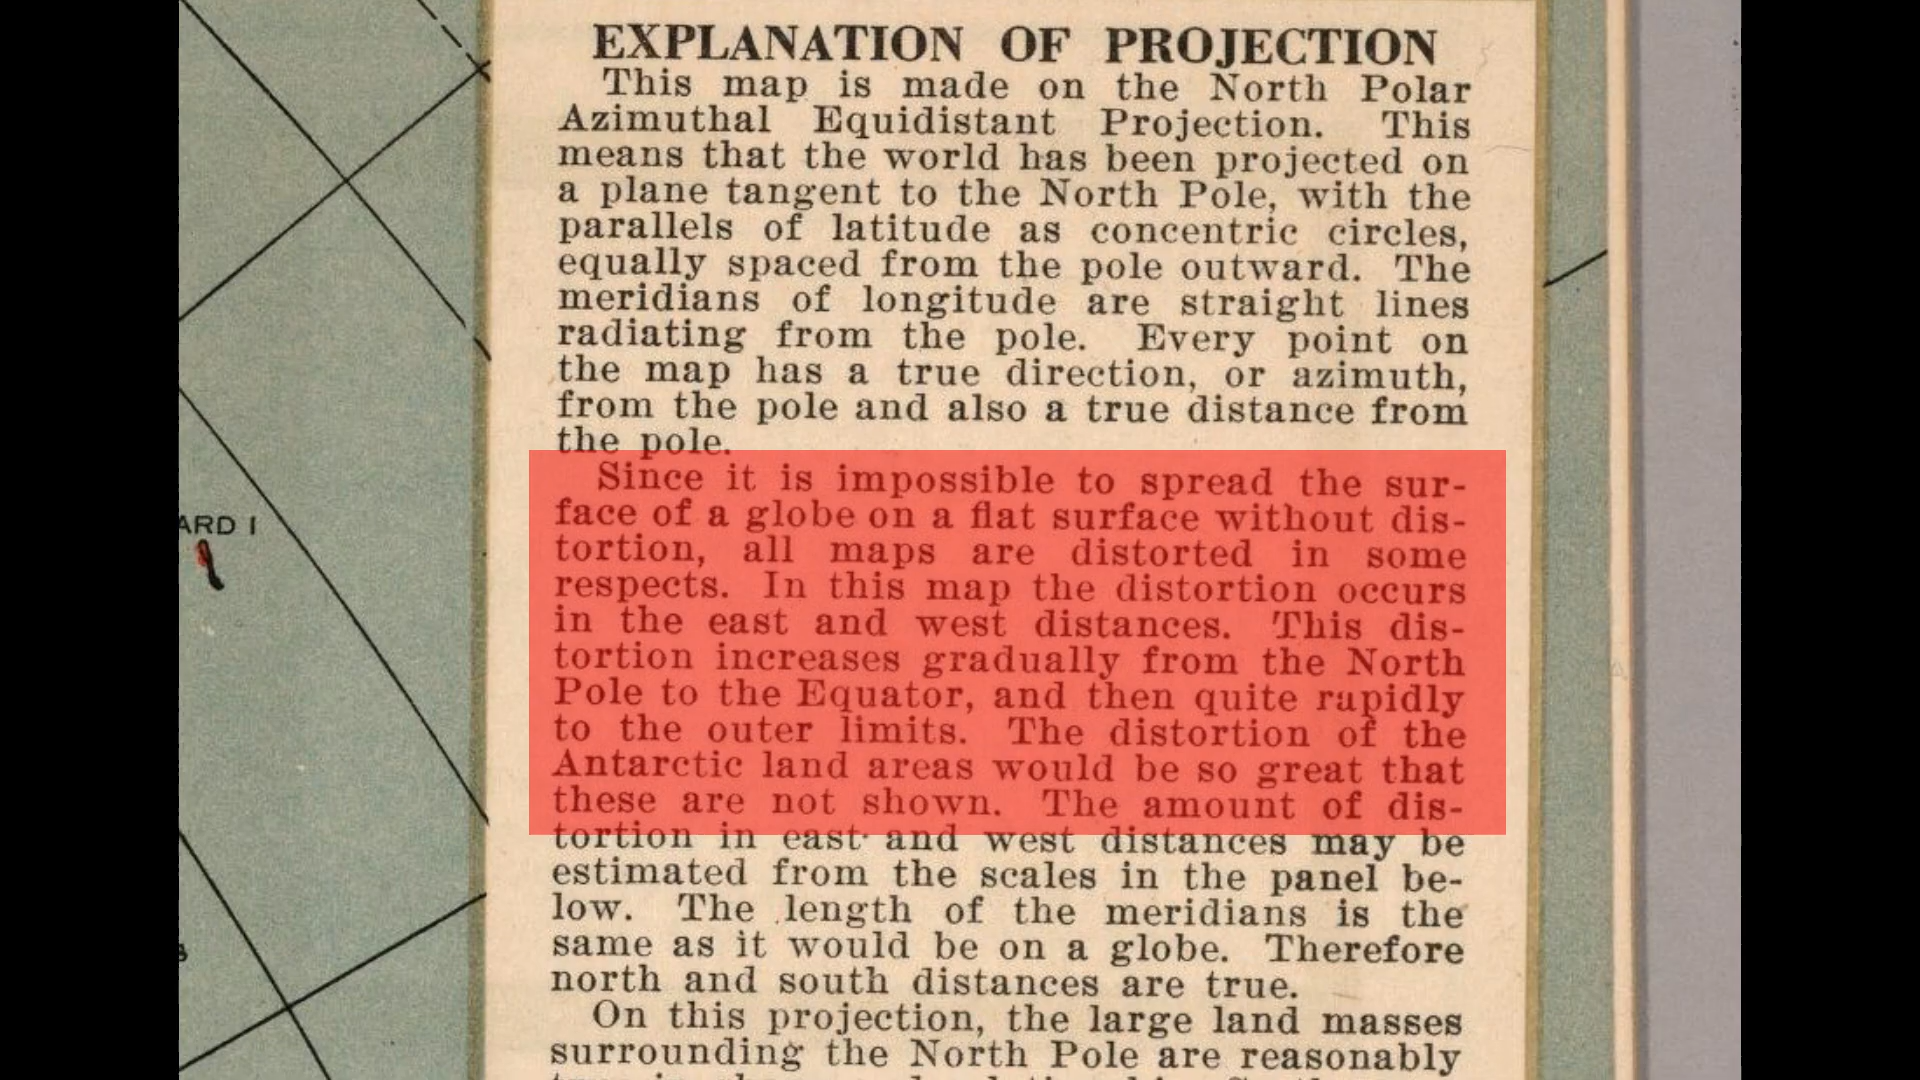 EXPLANATION OF PROJECTION
This map is made on the North Polar
Azimuthal Equidistant Projection. This
means that the world has been projected on
a plane tangent to the North Pole, with the
parallels of latitude as concentric circles,
equally spaced from the pole outward. The
meridians of longitude are straight lines
radiating from the pole. Every point on
the map has a true direction, or azimuth,
from the pole and also a true distance from
the pole.
Since it is impossible to spread the sur-
face of a globe on a flat surface without dis-
tortion, all maps are distorted in some
respects. In this map the distortion occurs
in the east and west distances. This dis-
tortion increases gradually from the North
Pole to the Equator, and then quite rapidly
to the outer limits. The distortion of the
Antarctic land areas would be so great that
these are not shown. The amount of dis-
tortion in east and west distances may be
estimated from the scales in the panel be-
low. The length of the meridians is the
same as it would be on a globe. Therefore
north and south distances are true.
On this projection, the large land masses
surrounding the North Pole are reasonably
ARD I